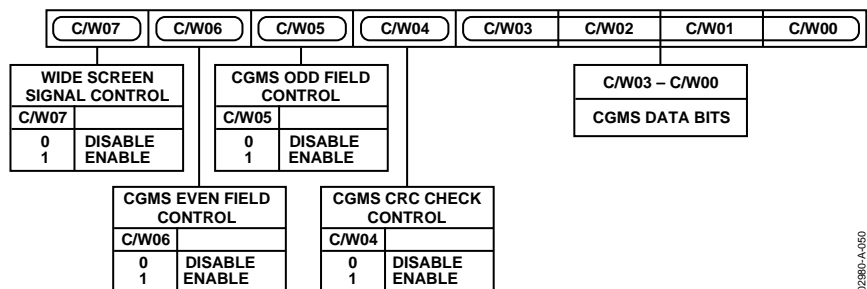 C/W07 C/W06 C/W05 C/W04 C/W03 C/W02 C/W01 C/W00
WIDE SCREEN
SIGNAL CONTROL
C/W07
0 DISABLE
1 ENABLE
CGMS ODD FIELD
CONTROL
C/W05
0 DISABLE
1 ENABLE
C/W03 – C/W00
CGMS DATA BITS
CGMS EVEN FIELD
CONTROL
C/W06
0 DISABLE
1 ENABLE
CGMS CRC CHECK
CONTROL
C/W04
0 DISABLE
1 ENABLE
02980-A-050